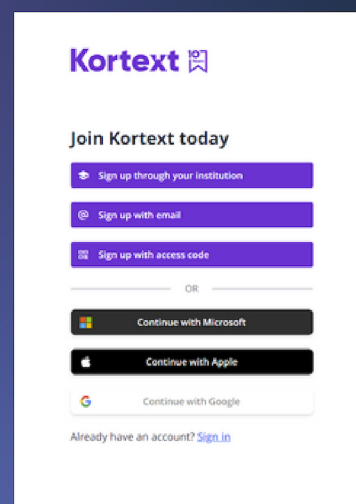 Kortext
Join Kortext today
Sign up through your institution
@ Sign up with email
Sign up with access code
OR
Continue with Microsoft
Continue with Apple
G Continue with Google
Already have an account? Sign in